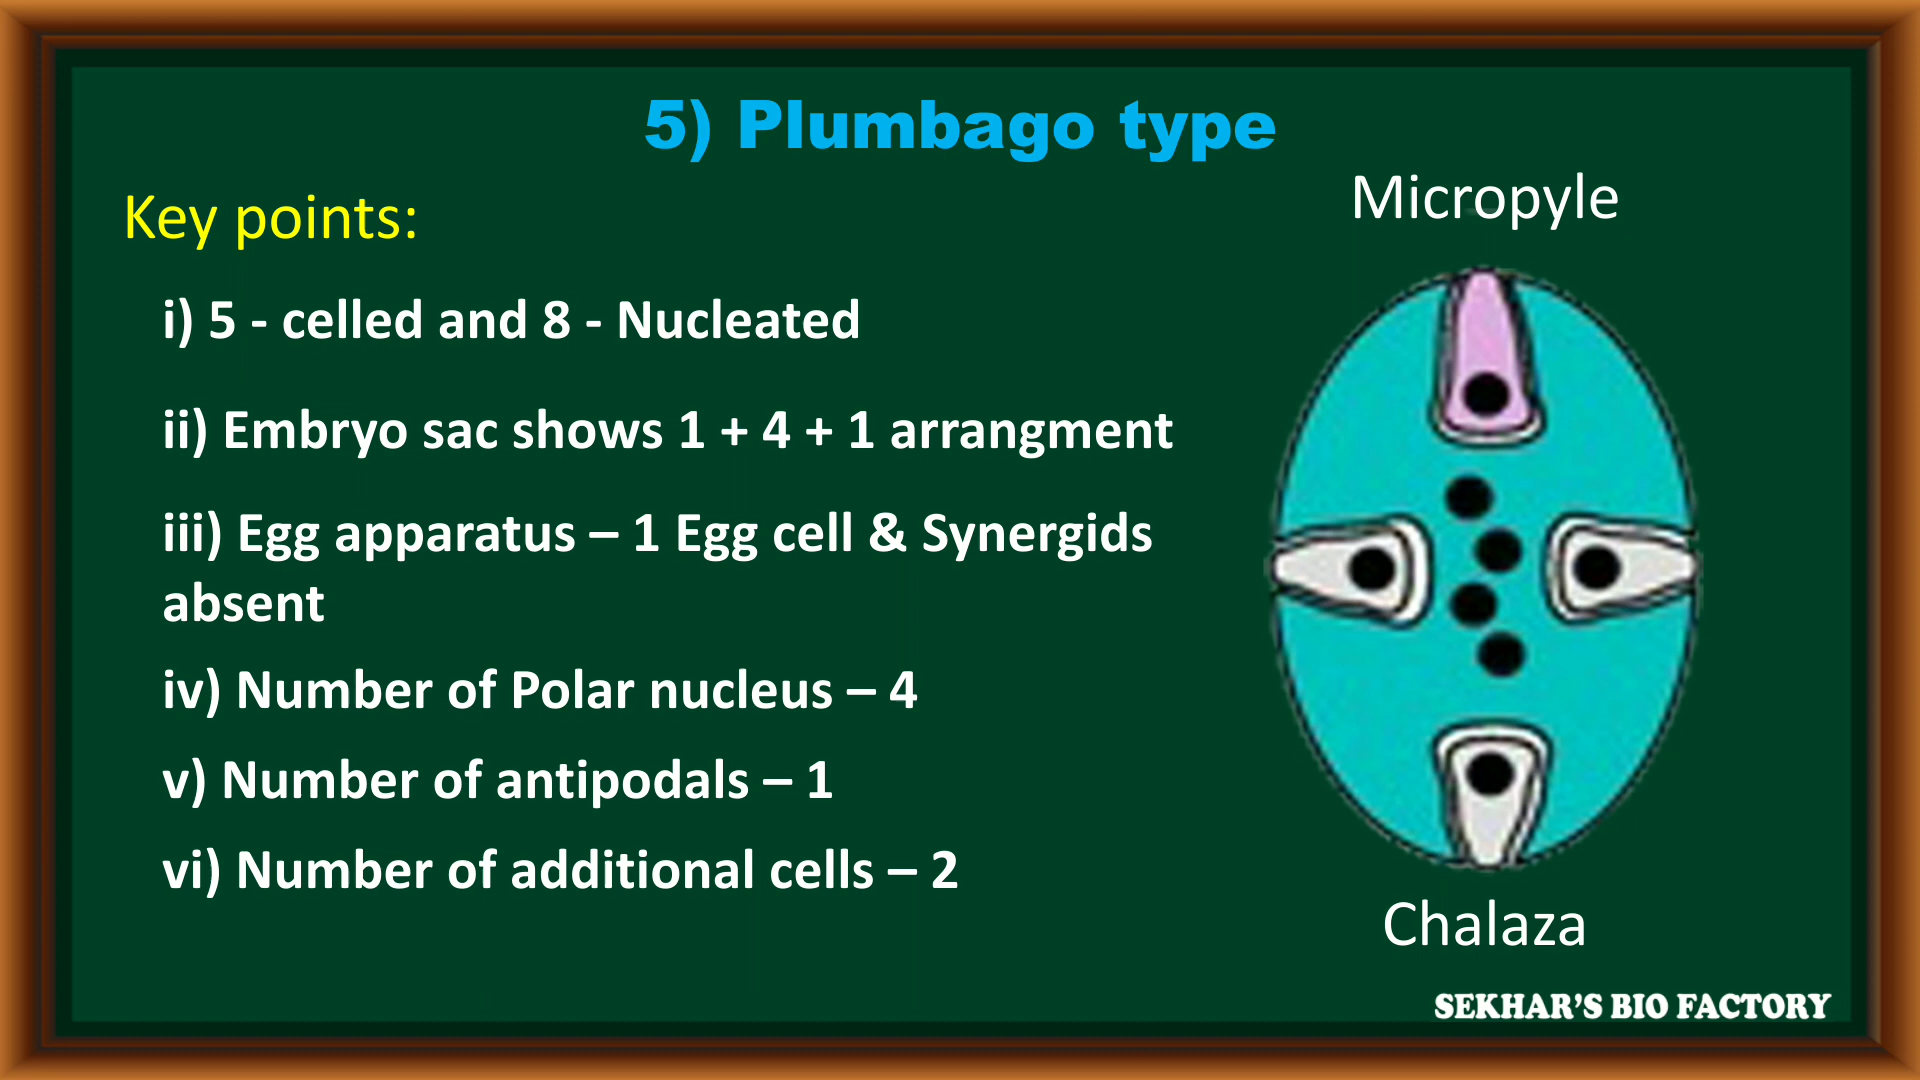 5) Plumbago type
Key points:
Micropyle
i) 5 - celled and 8 - Nucleated
ii) Embryo sac shows 1 + 4 + 1 arrangment
iii) Egg apparatus – 1 Egg cell & Synergids
absent
iv) Number of Polar nucleus – 4
v) Number of antipodals – 1
vi) Number of additional cells – 2
Chalaza
SEKHAR'S BIO FACTORY